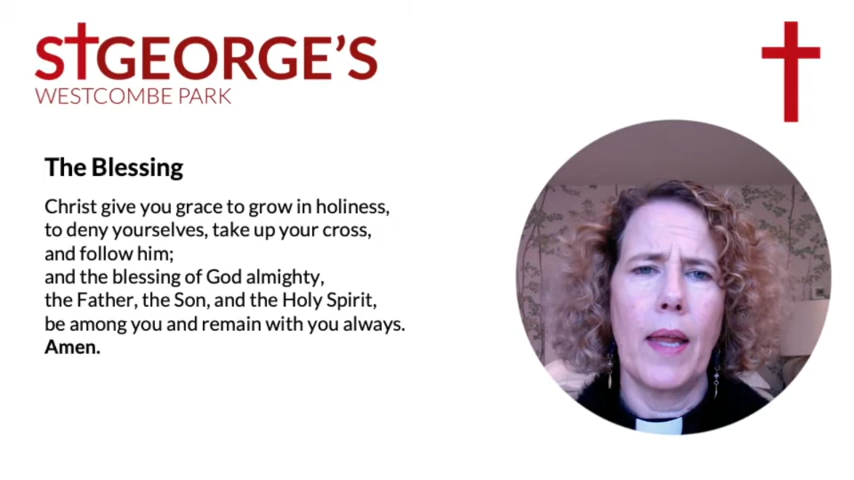 STGEORGE'S
WESTCOMBE PARK
The Blessing
Christ give you grace to grow in holiness,
to deny yourselves, take up your cross,
and follow him;
and the blessing of God almighty,
the Father, the Son, and the Holy Spirit,
be among you and remain with you always.
Amen.